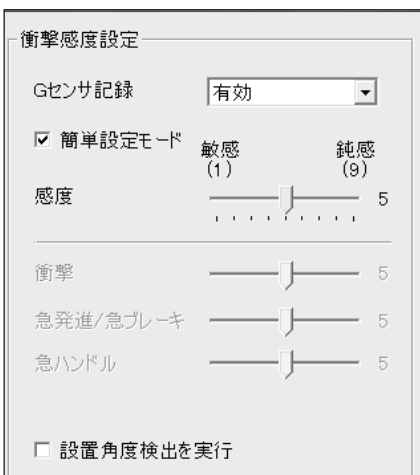 衝撃感度設定
Gセンサ記録 有効
簡単設定モード
敏感 鈍感
(1) (9)
感度 5
衝撃 5
急発進/急ブレーキ 5
急ハンドル 5
設置角度検出を実行